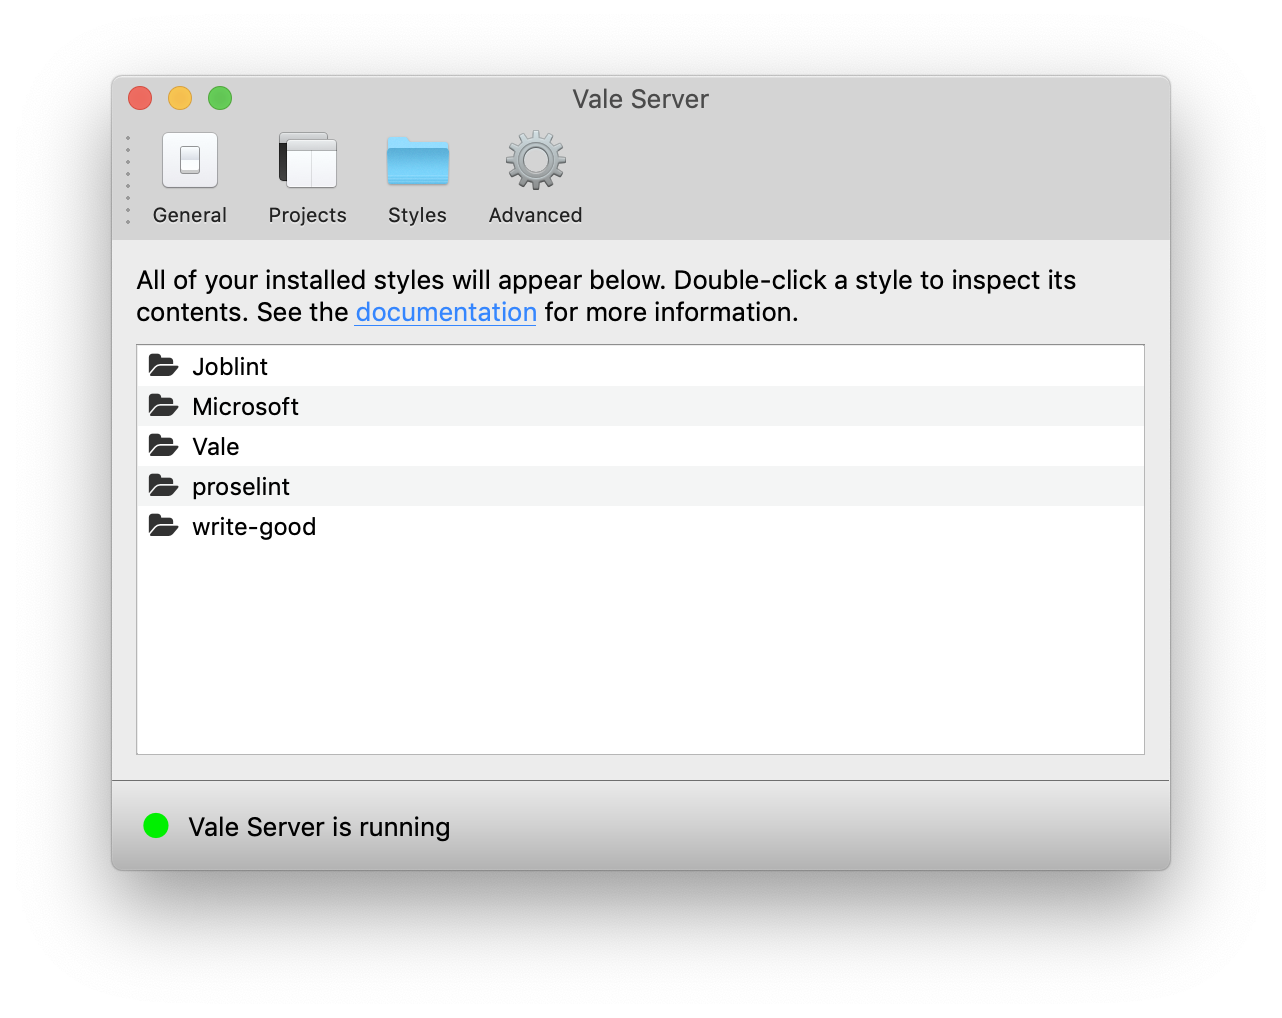 Vale Server
General Projects Styles Advanced
All of your installed styles will appear below. Double-click a style to inspect its
contents. See the documentation for more information.
Joblint
Microsoft
Vale
proselint
write-good
Vale Server is running